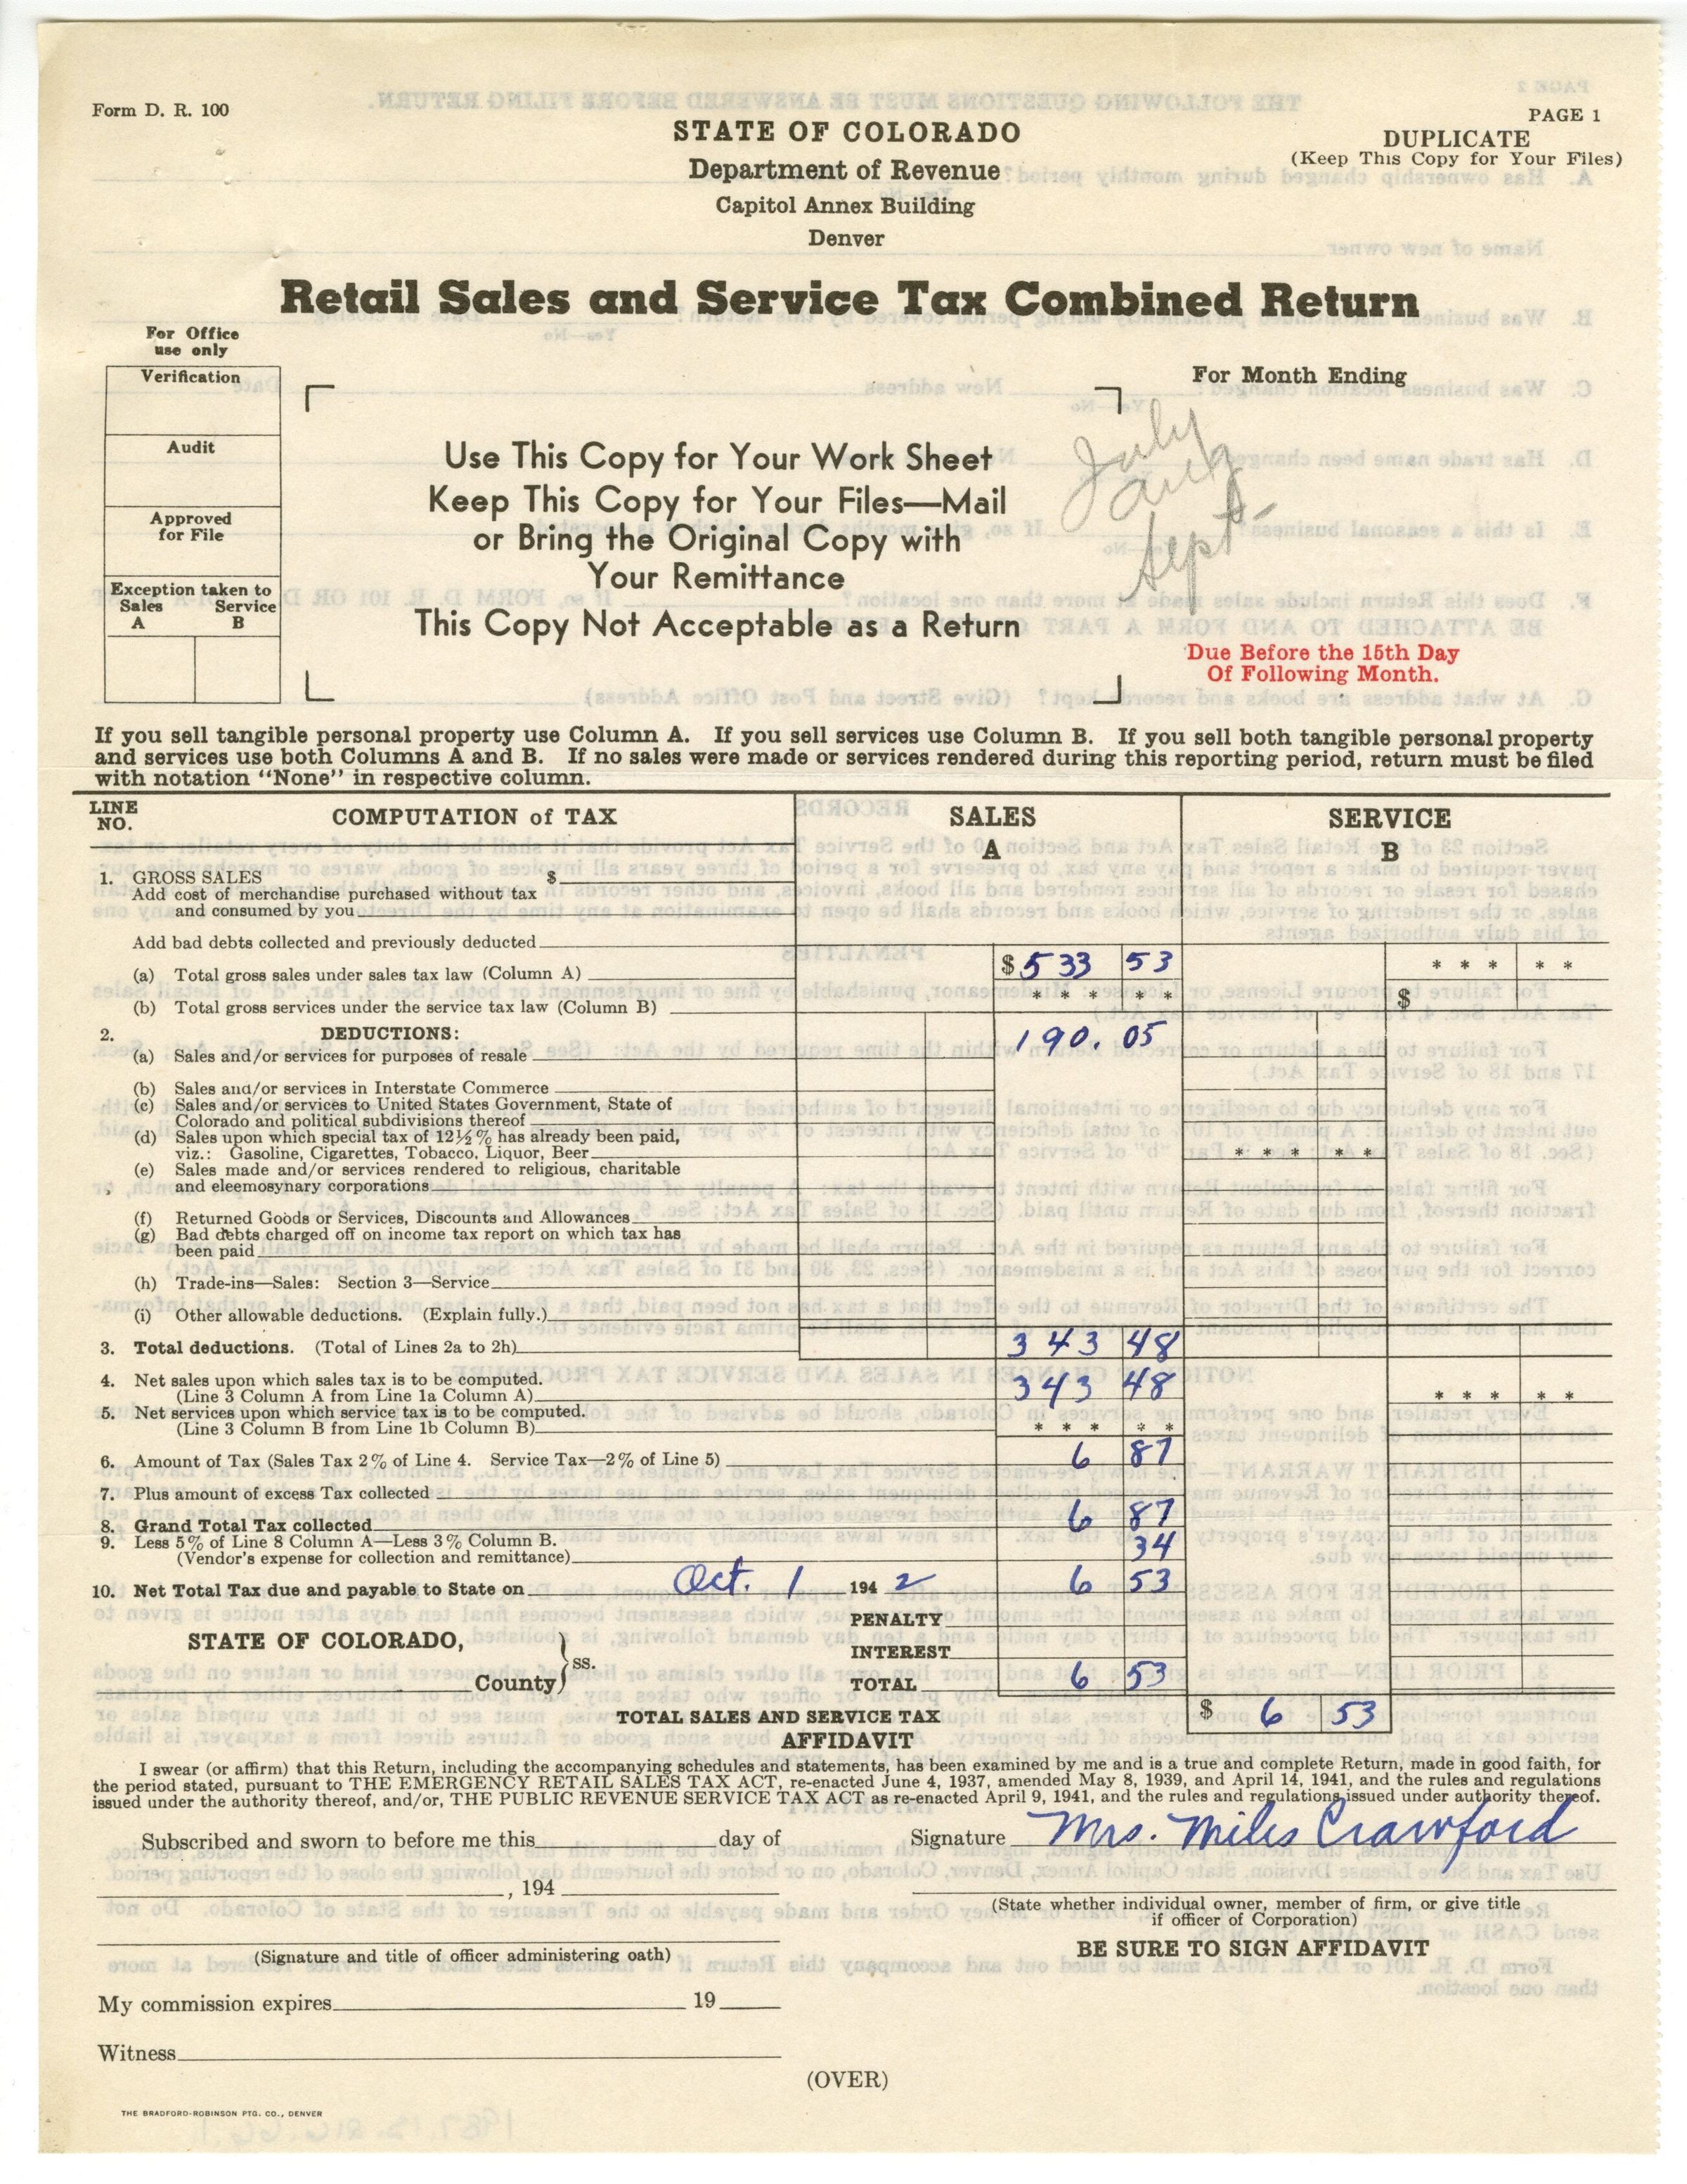 Form D. R. 100
PAGE 1
STATE OF COLORADO
DUPLICATE
Department of Revenue
(Keep This Copy for Your Files)
Capitol Annex Building
Denver
Retail Sales and Service Tax Combined Return
For Office
use only
Verification
Audit
Approved
for File
Exception taken to
Sales Service
A B
Use This Copy for Your Work Sheet
Keep This Copy for Your Files—Mail
or Bring the Original Copy with
Your Remittance
This Copy Not Acceptable as a Return
For Month Ending
July
Aug
Sept-
Due Before the 15th Day
Of Following Month.
If you sell tangible personal property use Column A. If you sell services use Column B. If you sell both tangible personal property
and services use both Columns A and B. If no sales were made or services rendered during this reporting period, return must be filed
with notation "None" in respective column.
LINE NO. COMPUTATION of TAX SALES A SERVICE B
1. GROSS SALES $
Add cost of merchandise purchased without tax
and consumed by you
Add bad debts collected and previously deducted
(a) Total gross sales under sales tax law (Column A) $ 533 53 * * * * *
(b) Total gross services under the service tax law (Column B) * * * * * $
2. DEDUCTIONS: 190. 05
(a) Sales and/or services for purposes of resale
(b) Sales and/or services in Interstate Commerce
(c) Sales and/or services to United States Government, State of
Colorado and political subdivisions thereof
(d) Sales upon which special tax of 12½% has already been paid,
viz.: Gasoline, Cigarettes, Tobacco, Liquor, Beer * * * * *
(e) Sales made and/or services rendered to religious, charitable
and eleemosynary corporations
(f) Returned Goods or Services, Discounts and Allowances
(g) Bad debts charged off on income tax report on which tax has
been paid
(h) Trade-ins—Sales: Section 3—Service
(i) Other allowable deductions. (Explain fully.)
3. Total deductions. (Total of Lines 2a to 2h) 343 48
4. Net sales upon which sales tax is to be computed.
(Line 3 Column A from Line 1a Column A) 343 48 * * * * *
5. Net services upon which service tax is to be computed.
(Line 3 Column B from Line 1b Column B) * * * * *
6. Amount of Tax (Sales Tax 2% of Line 4. Service Tax—2% of Line 5) 6 87
7. Plus amount of excess Tax collected
8. Grand Total Tax collected 6 87
9. Less 5% of Line 8 Column A—Less 3% Column B.
(Vendor's expense for collection and remittance) 34
10. Net Total Tax due and payable to State on Oct. 1 194 2 6 53
PENALTY
STATE OF COLORADO,
INTEREST
ss.
County
TOTAL 6 53
TOTAL SALES AND SERVICE TAX $ 6 53
AFFIDAVIT
I swear (or affirm) that this Return, including the accompanying schedules and statements, has been examined by me and is a true and complete Return, made in good faith, for
the period stated, pursuant to THE EMERGENCY RETAIL SALES TAX ACT, re-enacted June 4, 1937, amended May 8, 1939, and April 14, 1941, and the rules and regulations
issued under the authority thereof, and/or, THE PUBLIC REVENUE SERVICE TAX ACT as re-enacted April 9, 1941, and the rules and regulations issued under authority thereof.
Subscribed and sworn to before me this day of
Signature Mrs. Miles Crawford
, 194
(State whether individual owner, member of firm, or give title
if officer of Corporation)
(Signature and title of officer administering oath)
BE SURE TO SIGN AFFIDAVIT
My commission expires 19
Witness
(OVER)
THE BRADFORD-ROBINSON PTG. CO., DENVER